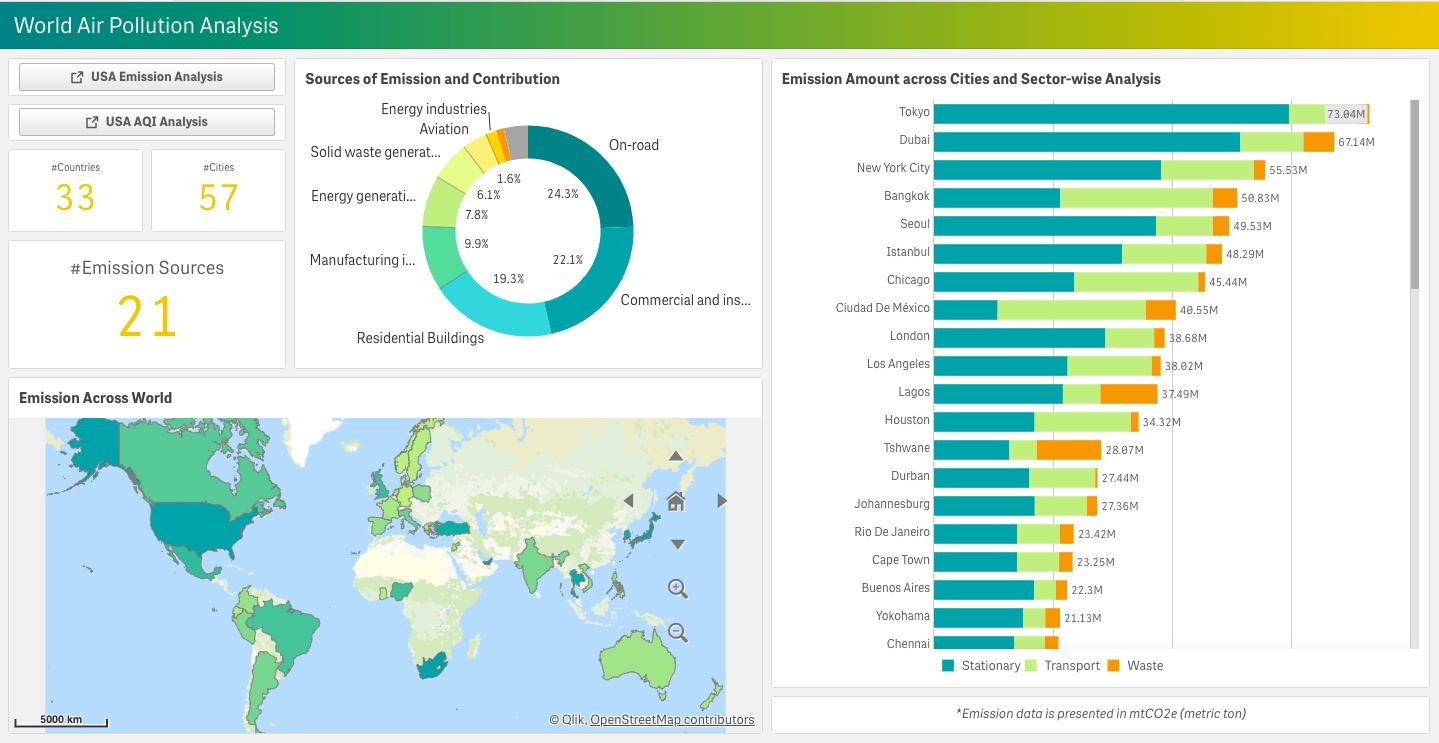 World Air Pollution Analysis
USA Emission Analysis
USA AQI Analysis
#Countries
33
#Cities
57
#Emission Sources
21
Sources of Emission and Contribution
Energy industries
Aviation
Solid waste generat...
Energy generati...
Manufacturing i...
Residential Buildings
Commercial and ins...
On-road
1.6%
6.1%
7.8%
9.9%
19.3%
22.1%
24.3%
Emission Across World
5000 km
© Qlik, OpenStreetMap contributors
Emission Amount across Cities and Sector-wise Analysis
Tokyo 73.04M
Dubai 67.14M
New York City 55.53M
Bangkok 50.83M
Seoul 49.53M
Istanbul 48.29M
Chicago 45.44M
Ciudad De México 40.55M
London 38.68M
Los Angeles 38.02M
Lagos 37.49M
Houston 34.32M
Tshwane 28.07M
Durban 27.44M
Johannesburg 27.36M
Rio De Janeiro 23.42M
Cape Town 23.25M
Buenos Aires 22.3M
Yokohama 21.13M
Chennai
Stationary Transport Waste
*Emission data is presented in mtCO2e (metric ton)